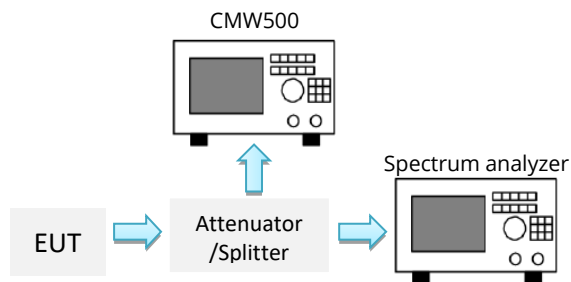 CMW500
Spectrum analyzer
EUT
Attenuator
/Splitter